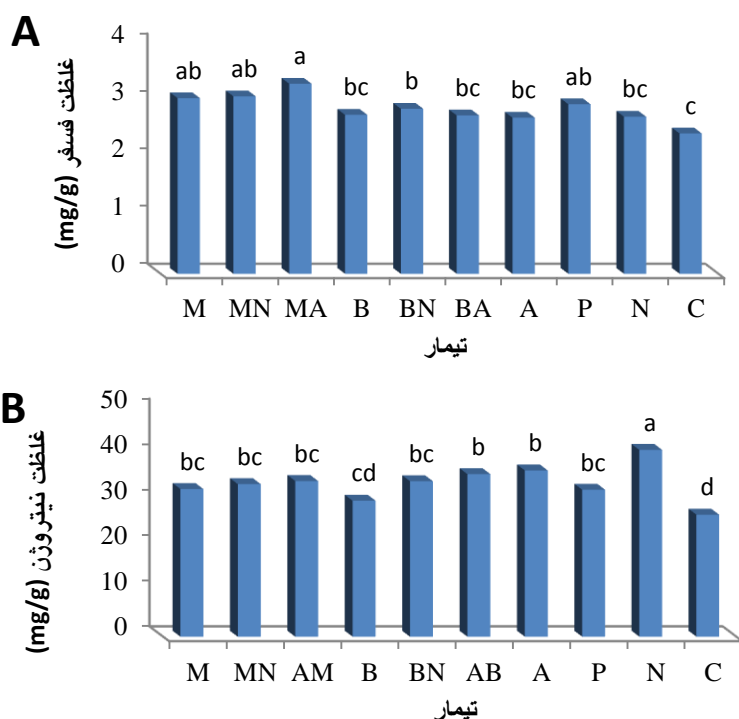 A
غلظت فسفر (mg/g)
4
3
2
1
0
ab ab a bc b bc bc ab bc c
M MN MA B BN BA A P N C
تیمار
B
غلظت نیتروژن (mg/g)
50
40
30
20
10
0
bc bc bc cd bc b b bc a d
M MN AM B BN AB A P N C
تیمار